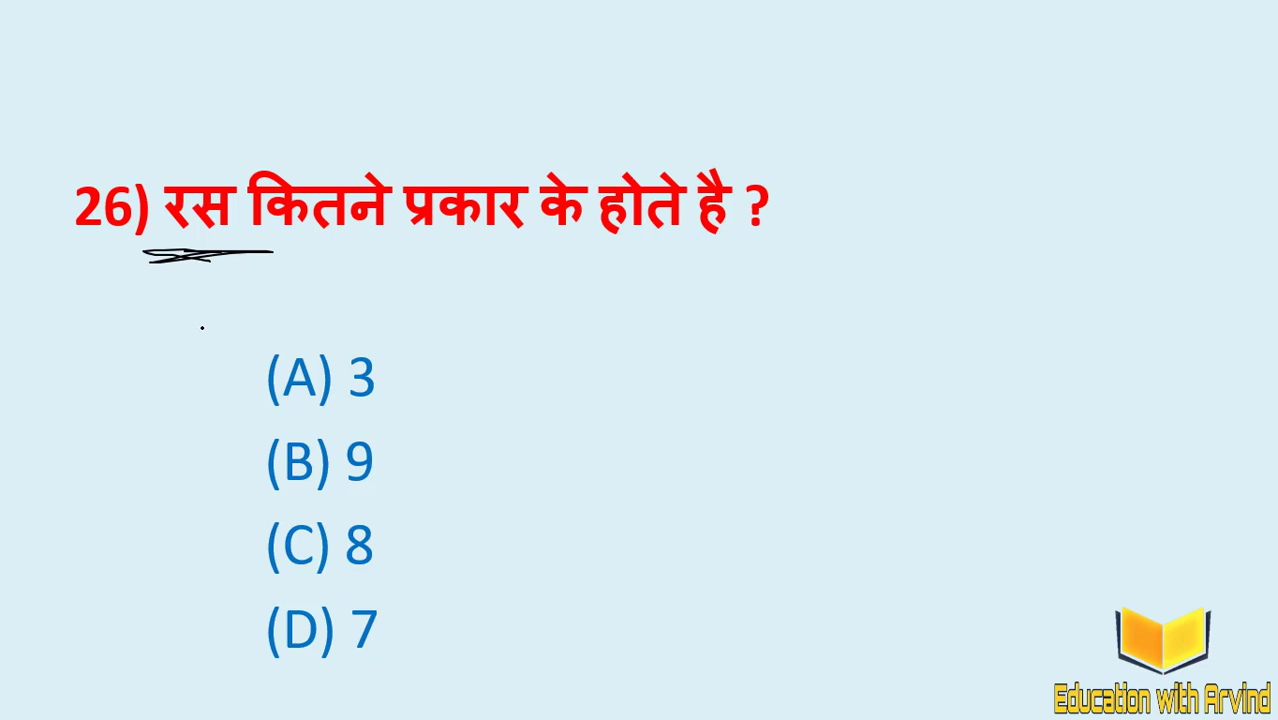 26) रस कितने प्रकार के होते है ?
(A) 3
(B) 9
(C) 8
(D) 7
Education with Arvind